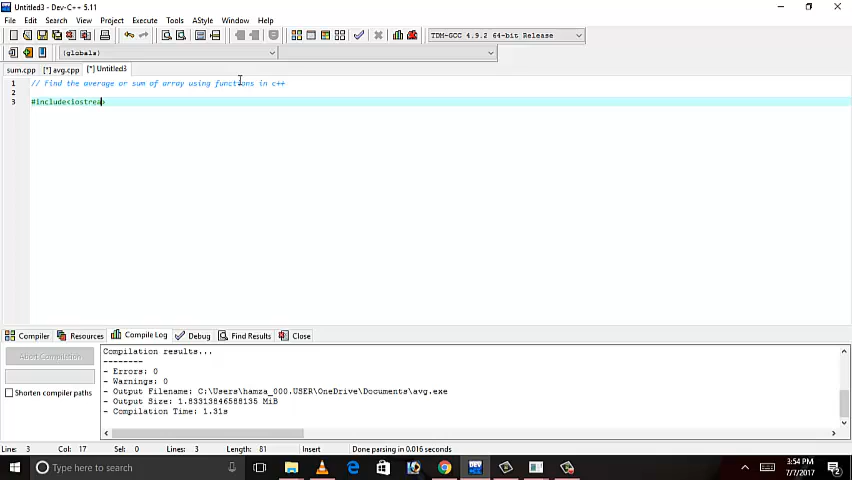 Untitled3 - Dev-C++ 5.11
File Edit Search View Project Execute Tools AStyle Window Help
TDM-GCC 4.9.2 64-bit Release
(globals)
sum.cpp [*] avg.cpp [*] Untitled3
1 // Find the average or sum of array using functions in c++
2
3 #include<iostrea>
Compiler Resources Compile Log Debug Find Results Close
Abort Compilation
Shorten compiler paths
Compilation results...
--------
- Errors: 0
- Warnings: 0
- Output Filename: C:\Users\hamza_000.USER\OneDrive\Documents\avg.exe
- Output Size: 1.83313846588135 MiB
- Compilation Time: 1.31s
Line: 3 Col: 17 Sel: 0 Lines: 3 Length: 81 Insert Done parsing in 0.016 seconds
Type here to search
3:54 PM
7/7/2017
2